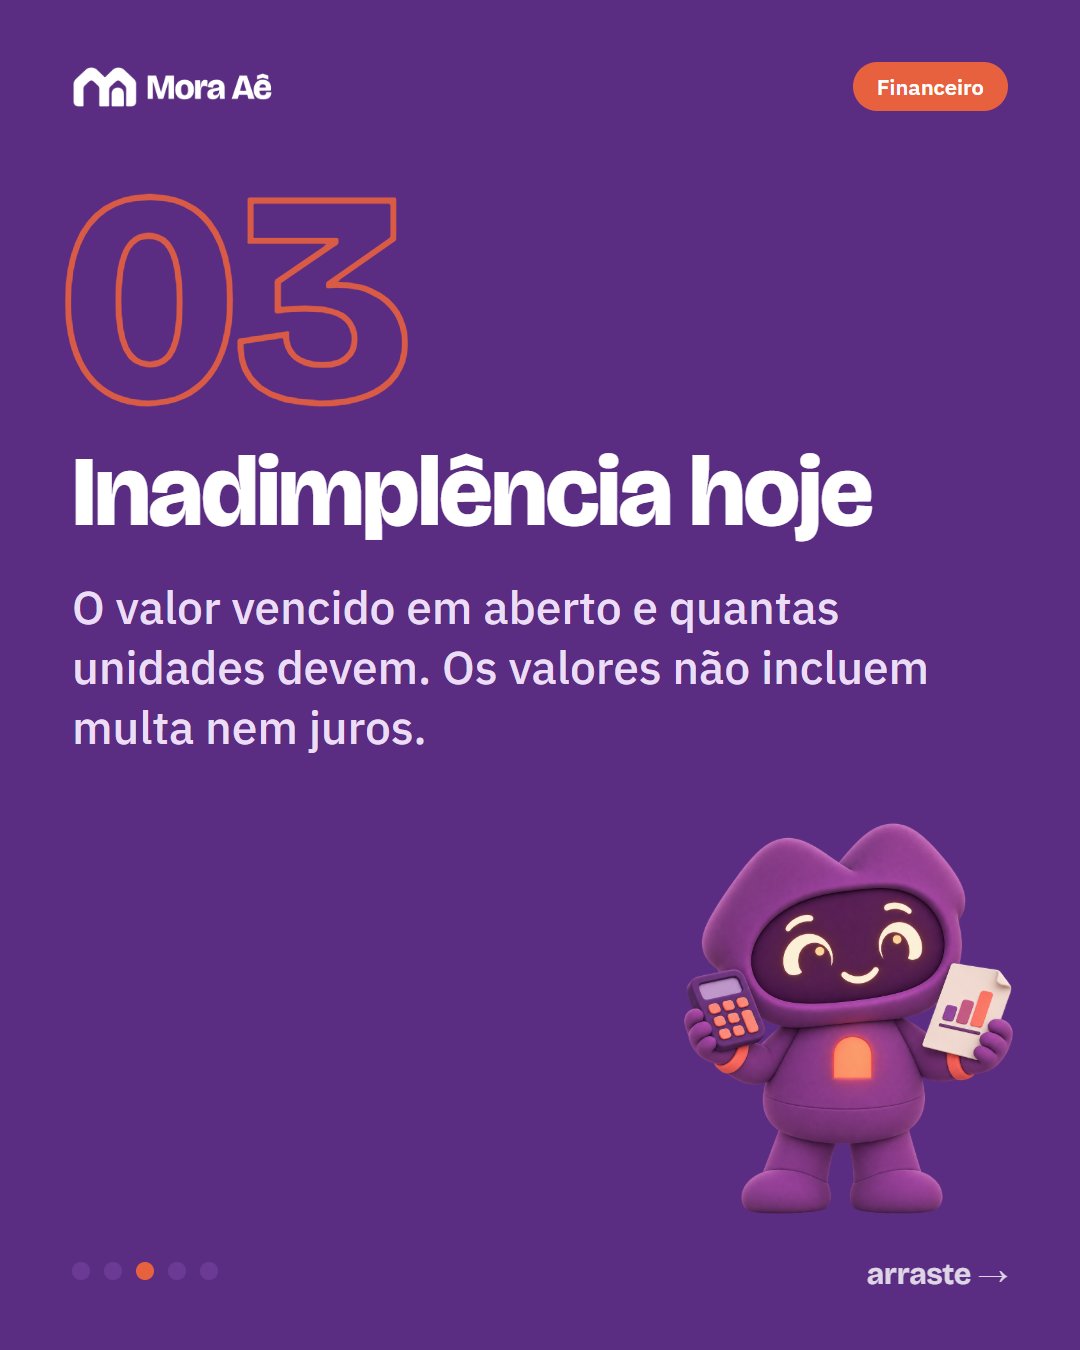 Mora Aê
Financeiro
03
Inadimplência hoje
O valor vencido em aberto e quantas
unidades devem. Os valores não incluem
multa nem juros.
arraste →